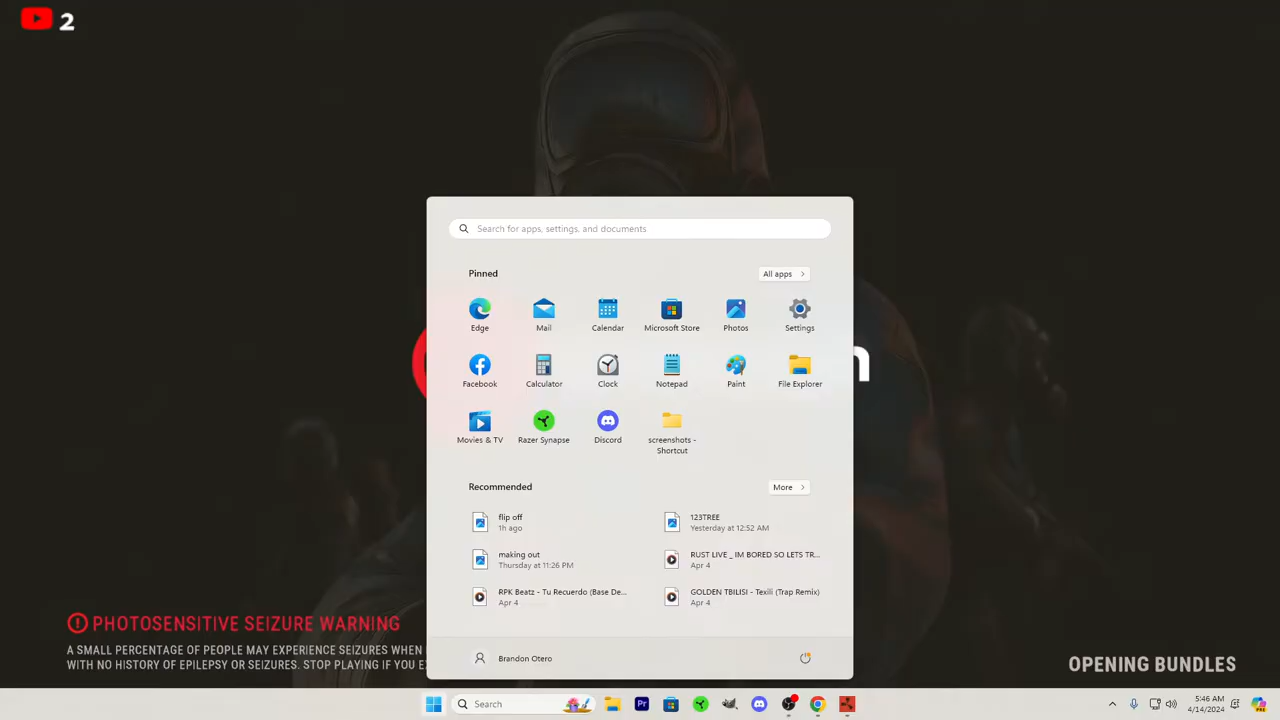 2
Search for apps, settings, and documents
Pinned
All apps
Edge
Mail
Calendar
Microsoft Store
Photos
Settings
Facebook
Calculator
Clock
Notepad
Paint
File Explorer
Movies & TV
Razer Synapse
Discord
screenshots -
Shortcut
Recommended
More
flip off
1h ago
123TREE
Yesterday at 12:52 AM
making out
Thursday at 11:26 PM
RUST LIVE _ IM BORED SO LETS TR...
Apr 4
RPK Beatz - Tu Recuerdo (Base De...
Apr 4
GOLDEN TBILISI - Texili (Trap Remix)
Apr 4
Brandon Otero
PHOTOSENSITIVE SEIZURE WARNING
A SMALL PERCENTAGE OF PEOPLE MAY EXPERIENCE SEIZURES WHEN
WITH NO HISTORY OF EPILEPSY OR SEIZURES. STOP PLAYING IF YOU E
OPENING BUNDLES
n
Search
Pr
5:46 AM
4/14/2024